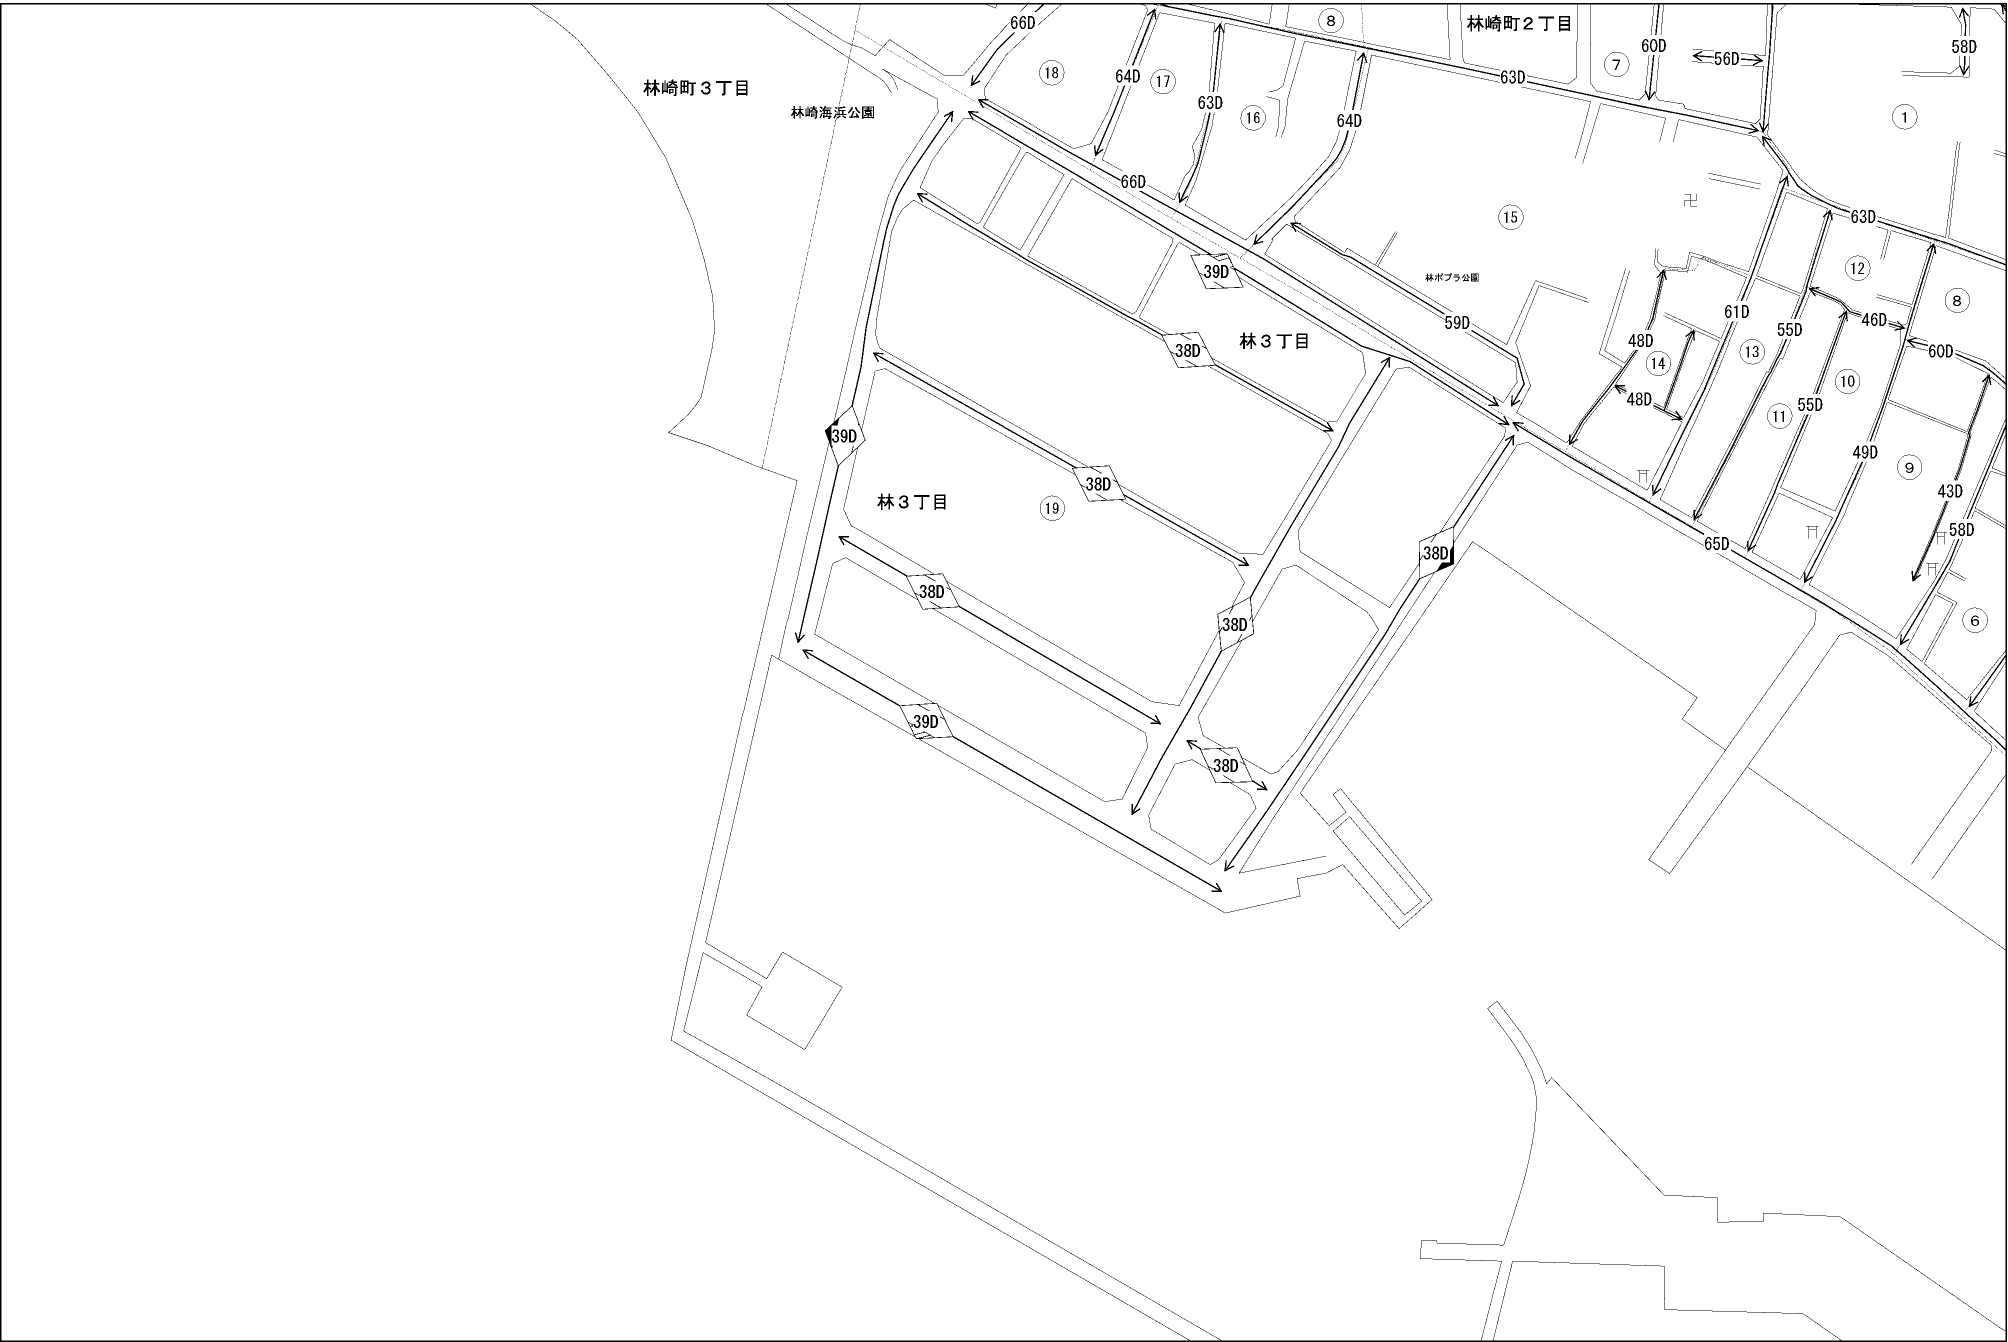 66D
⑧
林崎町２丁目
60D
58D
56D
⑦
⑱
64D
⑰
63D
63D
林崎町３丁目
林崎海浜公園
⑯
64D
①
66D
卍
⑮
63D
⑫
39D
林ポプラ公園
⑧
61D
46D
59D
55D
林３丁目
48D
38D
⑬
60D
⑭
⑩
48D
55D
⑪
39D
49D
⑨
38D
43D
林３丁目
⑲
58D
65D
38D
38D
38D
⑥
39D
38D